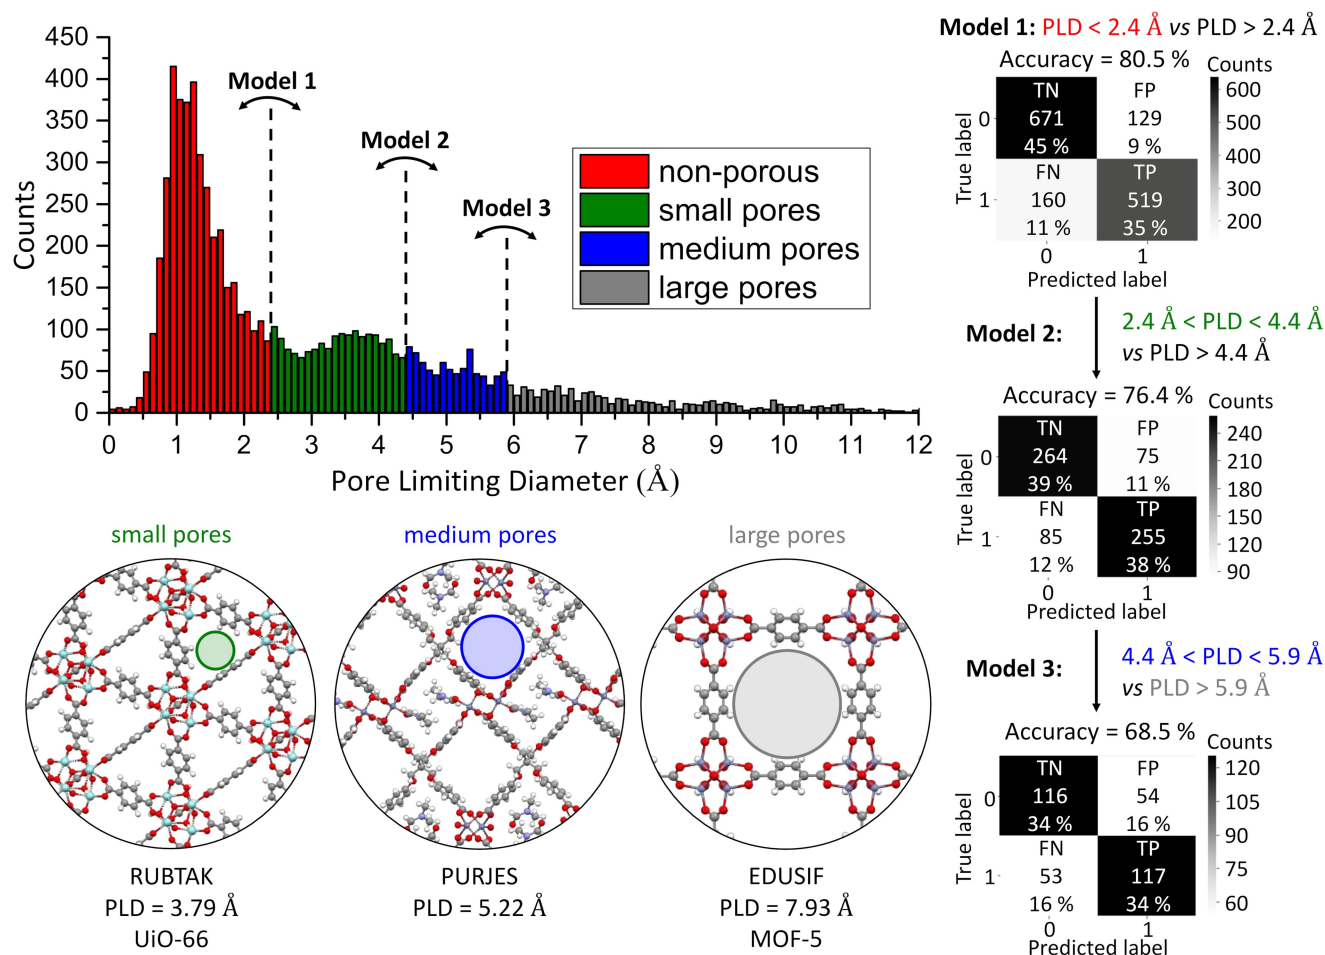 450
400
350
300
250
200
150
100
50
0
Counts
0 1 2 3 4 5 6 7 8 9 10 11 12
Pore Limiting Diameter (Å)
Model 1
Model 2
Model 3
non-porous
small pores
medium pores
large pores
small pores
medium pores
large pores
RUBTAK
PLD = 3.79 Å
UiO-66
PURJES
PLD = 5.22 Å
EDUSIF
PLD = 7.93 Å
MOF-5
Model 1: PLD < 2.4 Å vs PLD > 2.4 Å
Accuracy = 80.5 %
Counts
TN FP
671 129
45 % 9 %
FN TP
160 519
11 % 35 %
True label
0
1
0 1
Predicted label
600
500
400
300
200
Model 2:
2.4 Å < PLD < 4.4 Å
vs PLD > 4.4 Å
Accuracy = 76.4 %
Counts
TN FP
264 75
39 % 11 %
FN TP
85 255
12 % 38 %
True label
0
1
0 1
Predicted label
240
210
180
150
120
90
Model 3:
4.4 Å < PLD < 5.9 Å
vs PLD > 5.9 Å
Accuracy = 68.5 %
Counts
TN FP
116 54
34 % 16 %
FN TP
53 117
16 % 34 %
True label
0
1
0 1
Predicted label
120
105
90
75
60